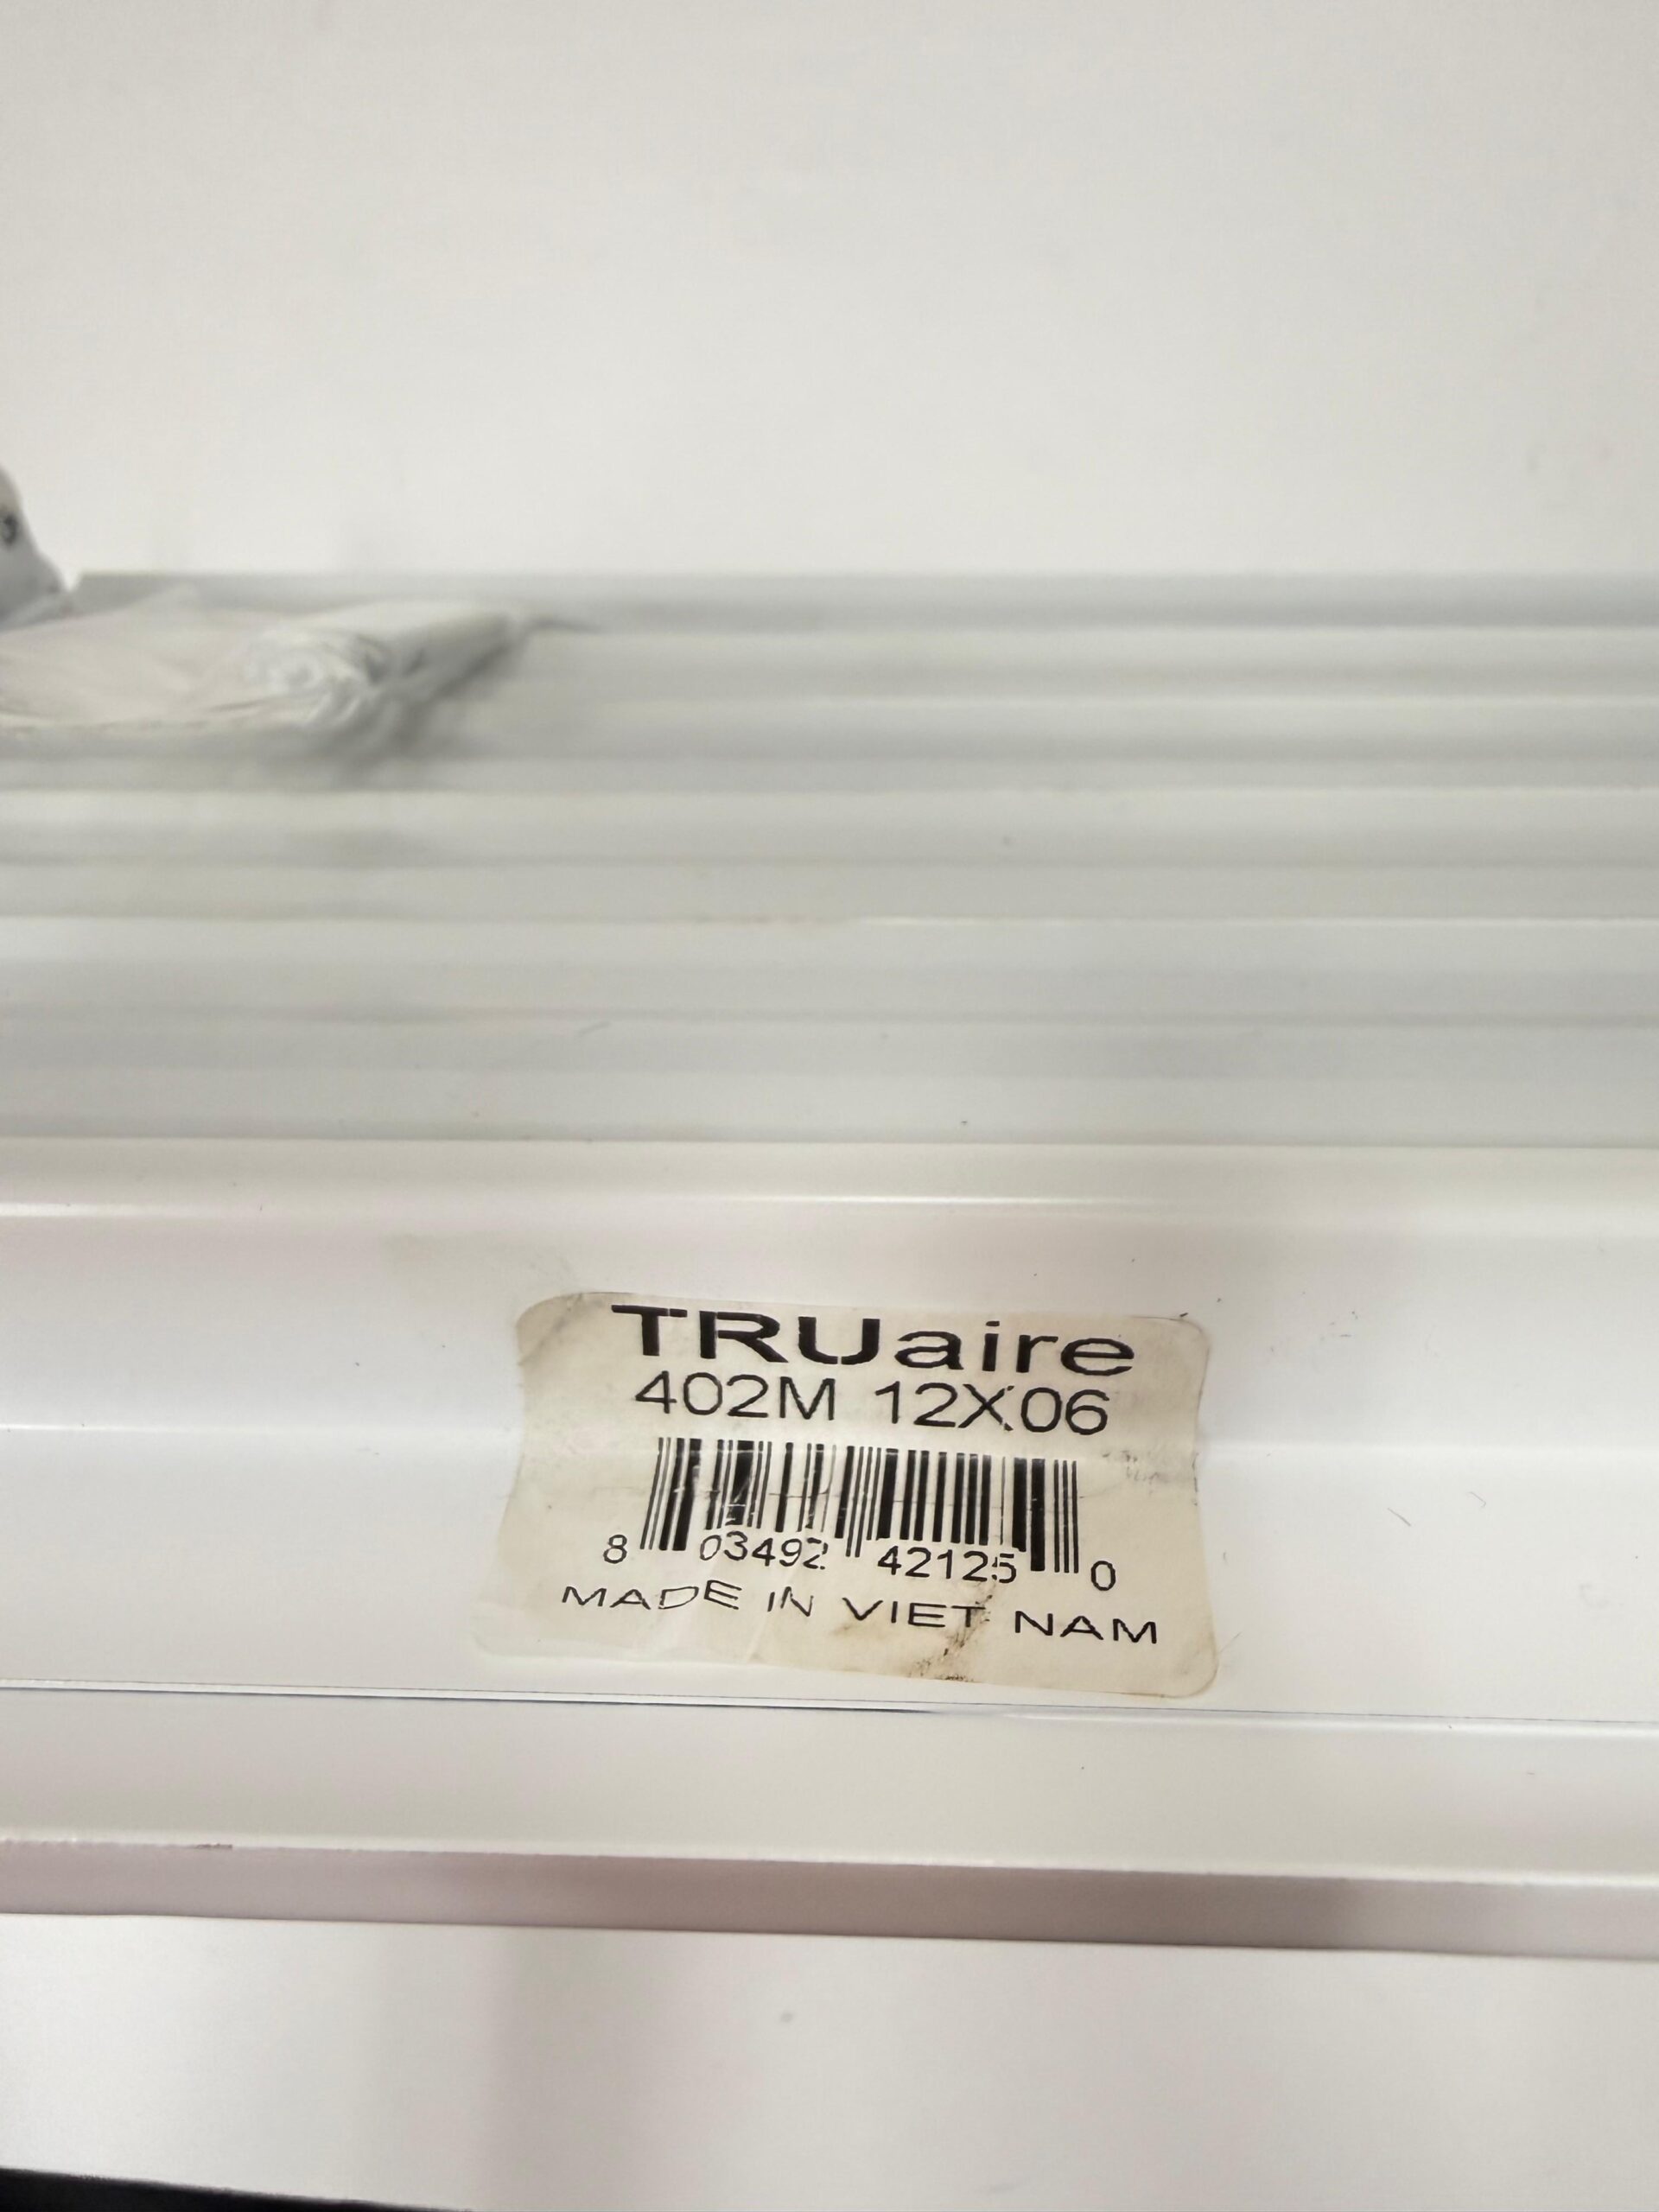 TRUaire
402M 12X06
8 03492 42125 0
MADE IN VIET NAM